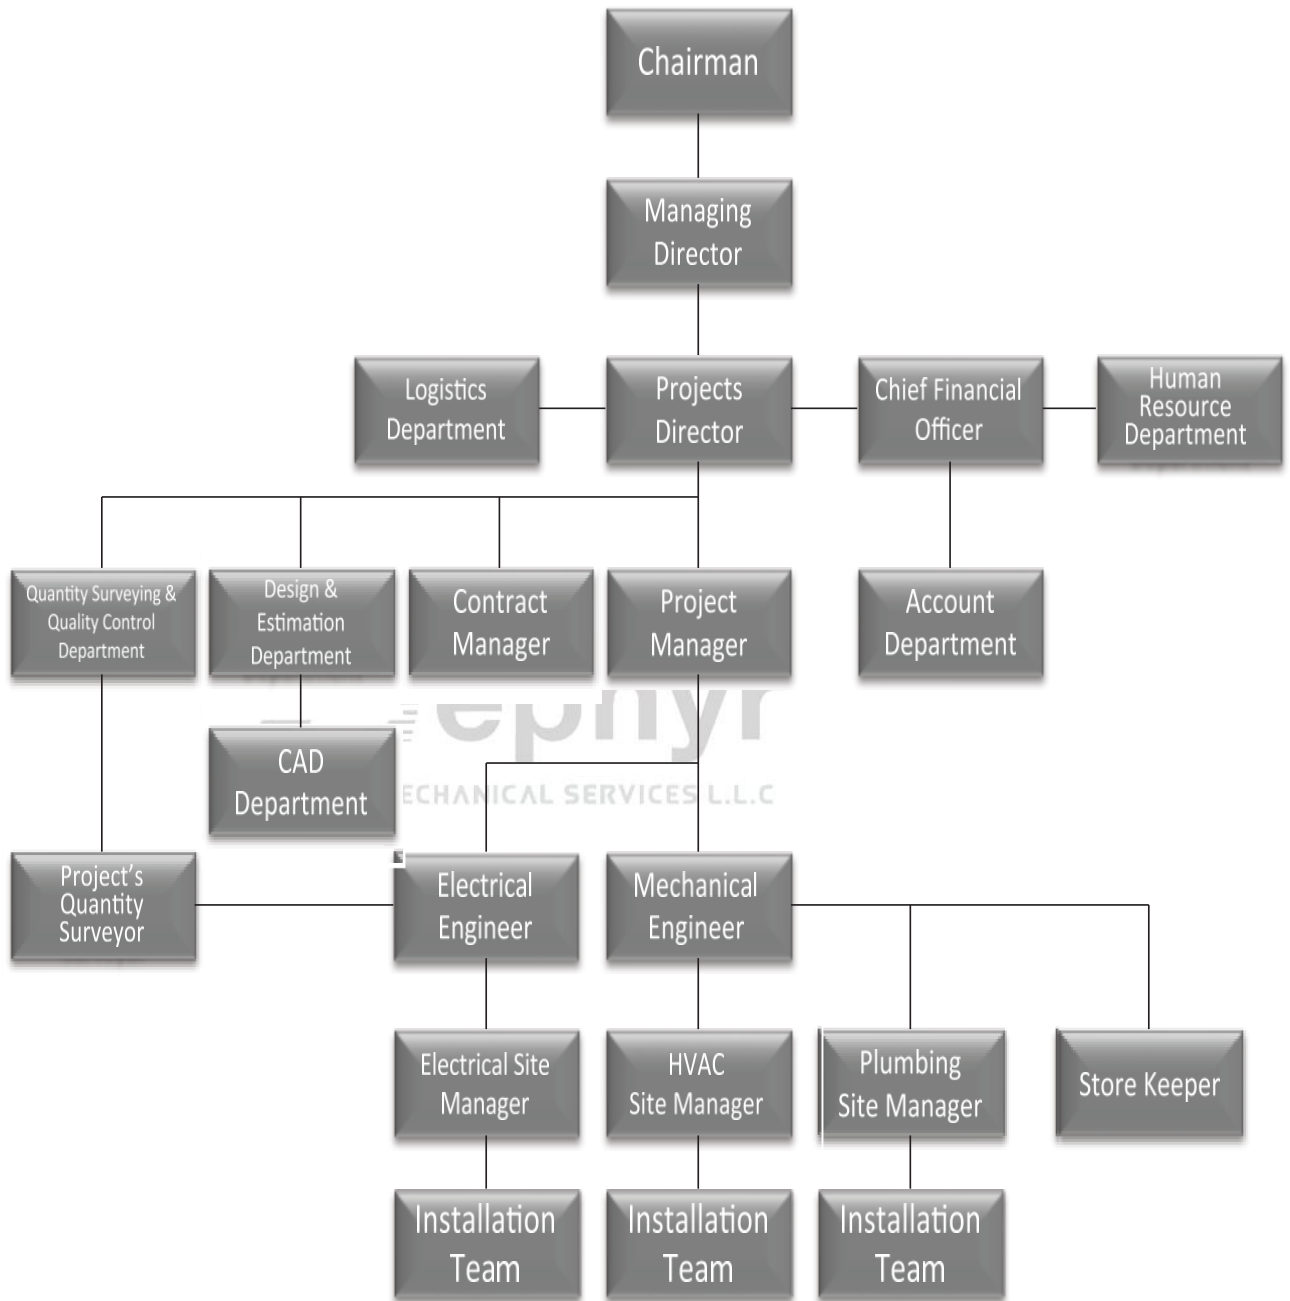 Chairman
Managing
Director
Logistics
Department
Projects
Director
Chief Financial
Officer
Human
Resource
Department
Quantity Surveying &
Quality Control
Department
Design &
Estimation
Department
Contract
Manager
Project
Manager
Account
Department
ephyr
CAD
Department
ECHANICAL SERVICES L.L.C
Project's
Quantity
Surveyor
Electrical
Engineer
Mechanical
Engineer
Electrical Site
Manager
HVAC
Site Manager
Plumbing
Site Manager
Store Keeper
Installation
Team
Installation
Team
Installation
Team